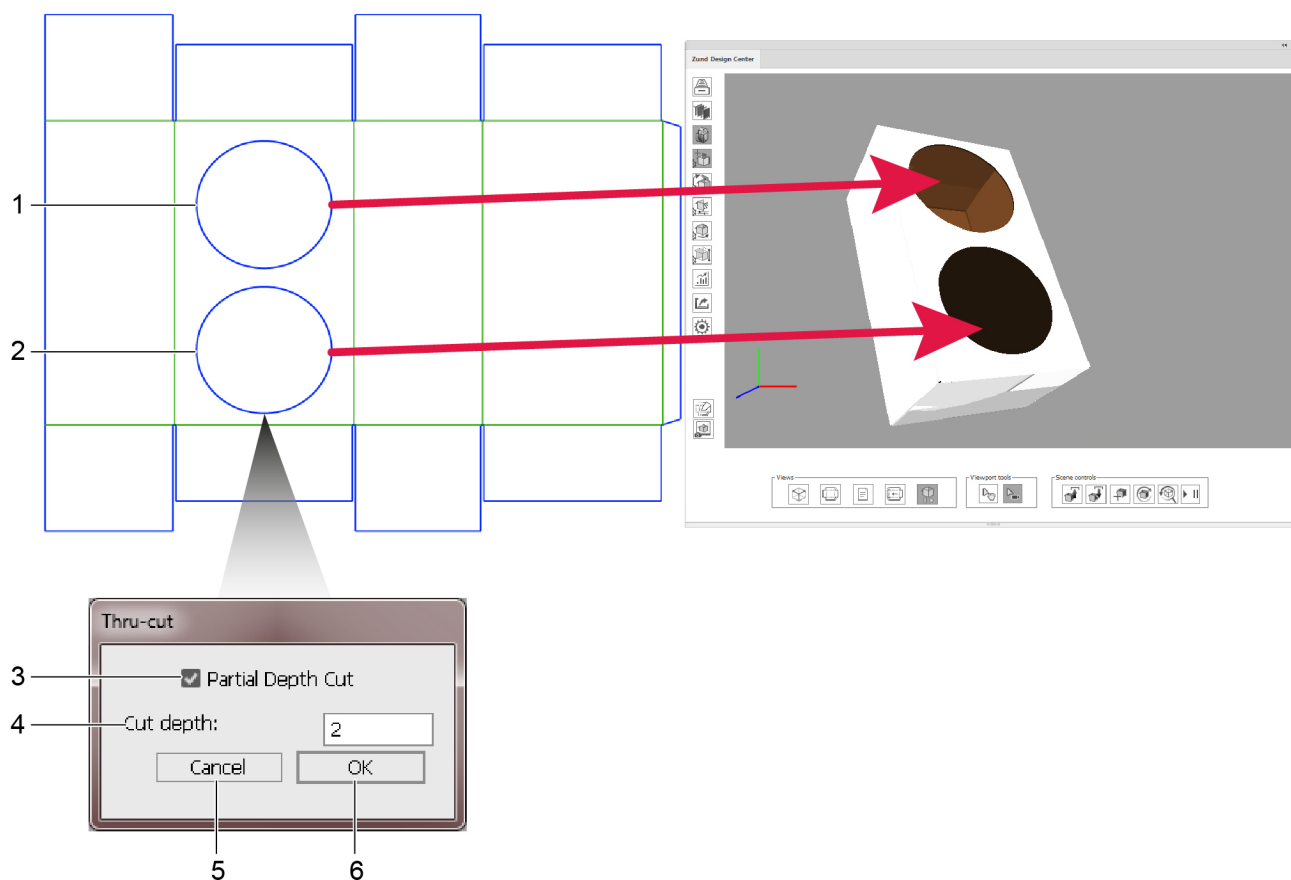 Zund Design Center
1
2
Views
Viewport tools
Scene controls
Thru-cut
3
Partial Depth Cut
4
Cut depth:
2
Cancel
OK
5
6